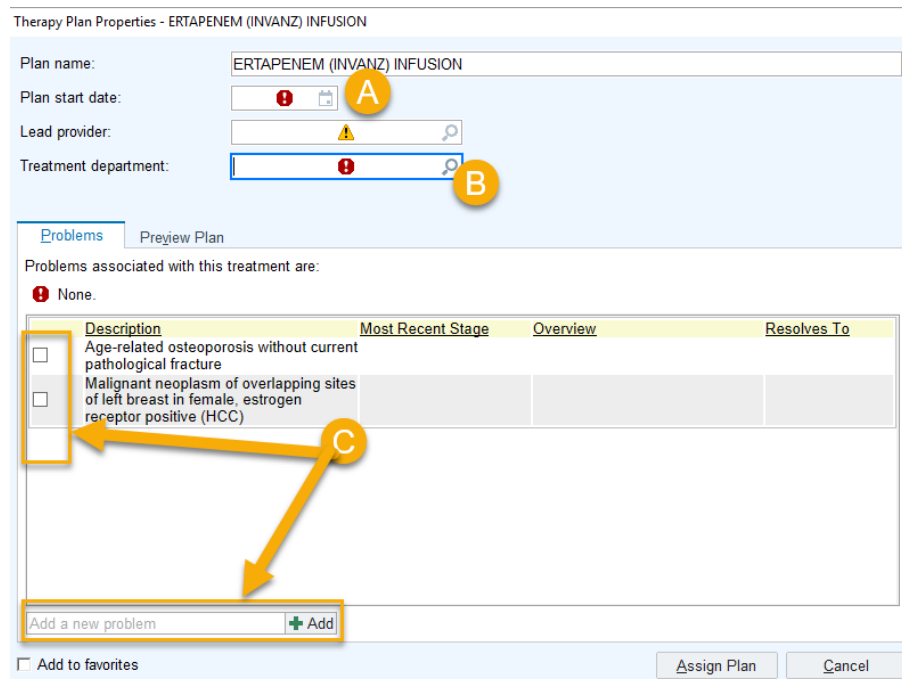 Therapy Plan Properties - ERTAPENEM (INVANZ) INFUSION
Plan name: ERTAPENEM (INVANZ) INFUSION
Plan start date: A
Lead provider:
Treatment department: B
Problems Preview Plan
Problems associated with this treatment are:
None.
Description Most Recent Stage Overview Resolves To
Age-related osteoporosis without current
pathological fracture
Malignant neoplasm of overlapping sites
of left breast in female, estrogen
receptor positive (HCC)
C
Add a new problem Add
Add to favorites Assign Plan Cancel